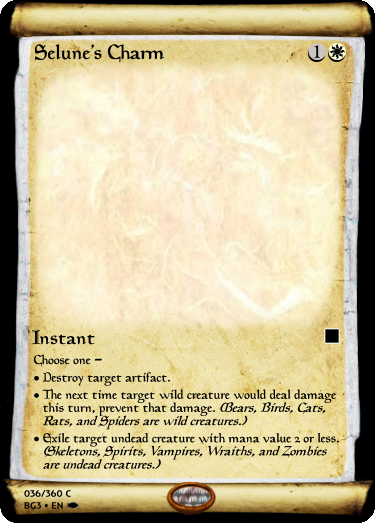 Selune's Charm 1
Instant
Choose one –
• Destroy target artifact.
• The next time target wild creature would deal damage
this turn, prevent that damage. (Bears, Birds, Cats,
Rats, and Spiders are wild creatures.)
• Exile target undead creature with mana value 2 or less.
(Skeletons, Spirits, Vampires, Wraiths, and Zombies
are undead creatures.)
036/360 C
BG3 • EN